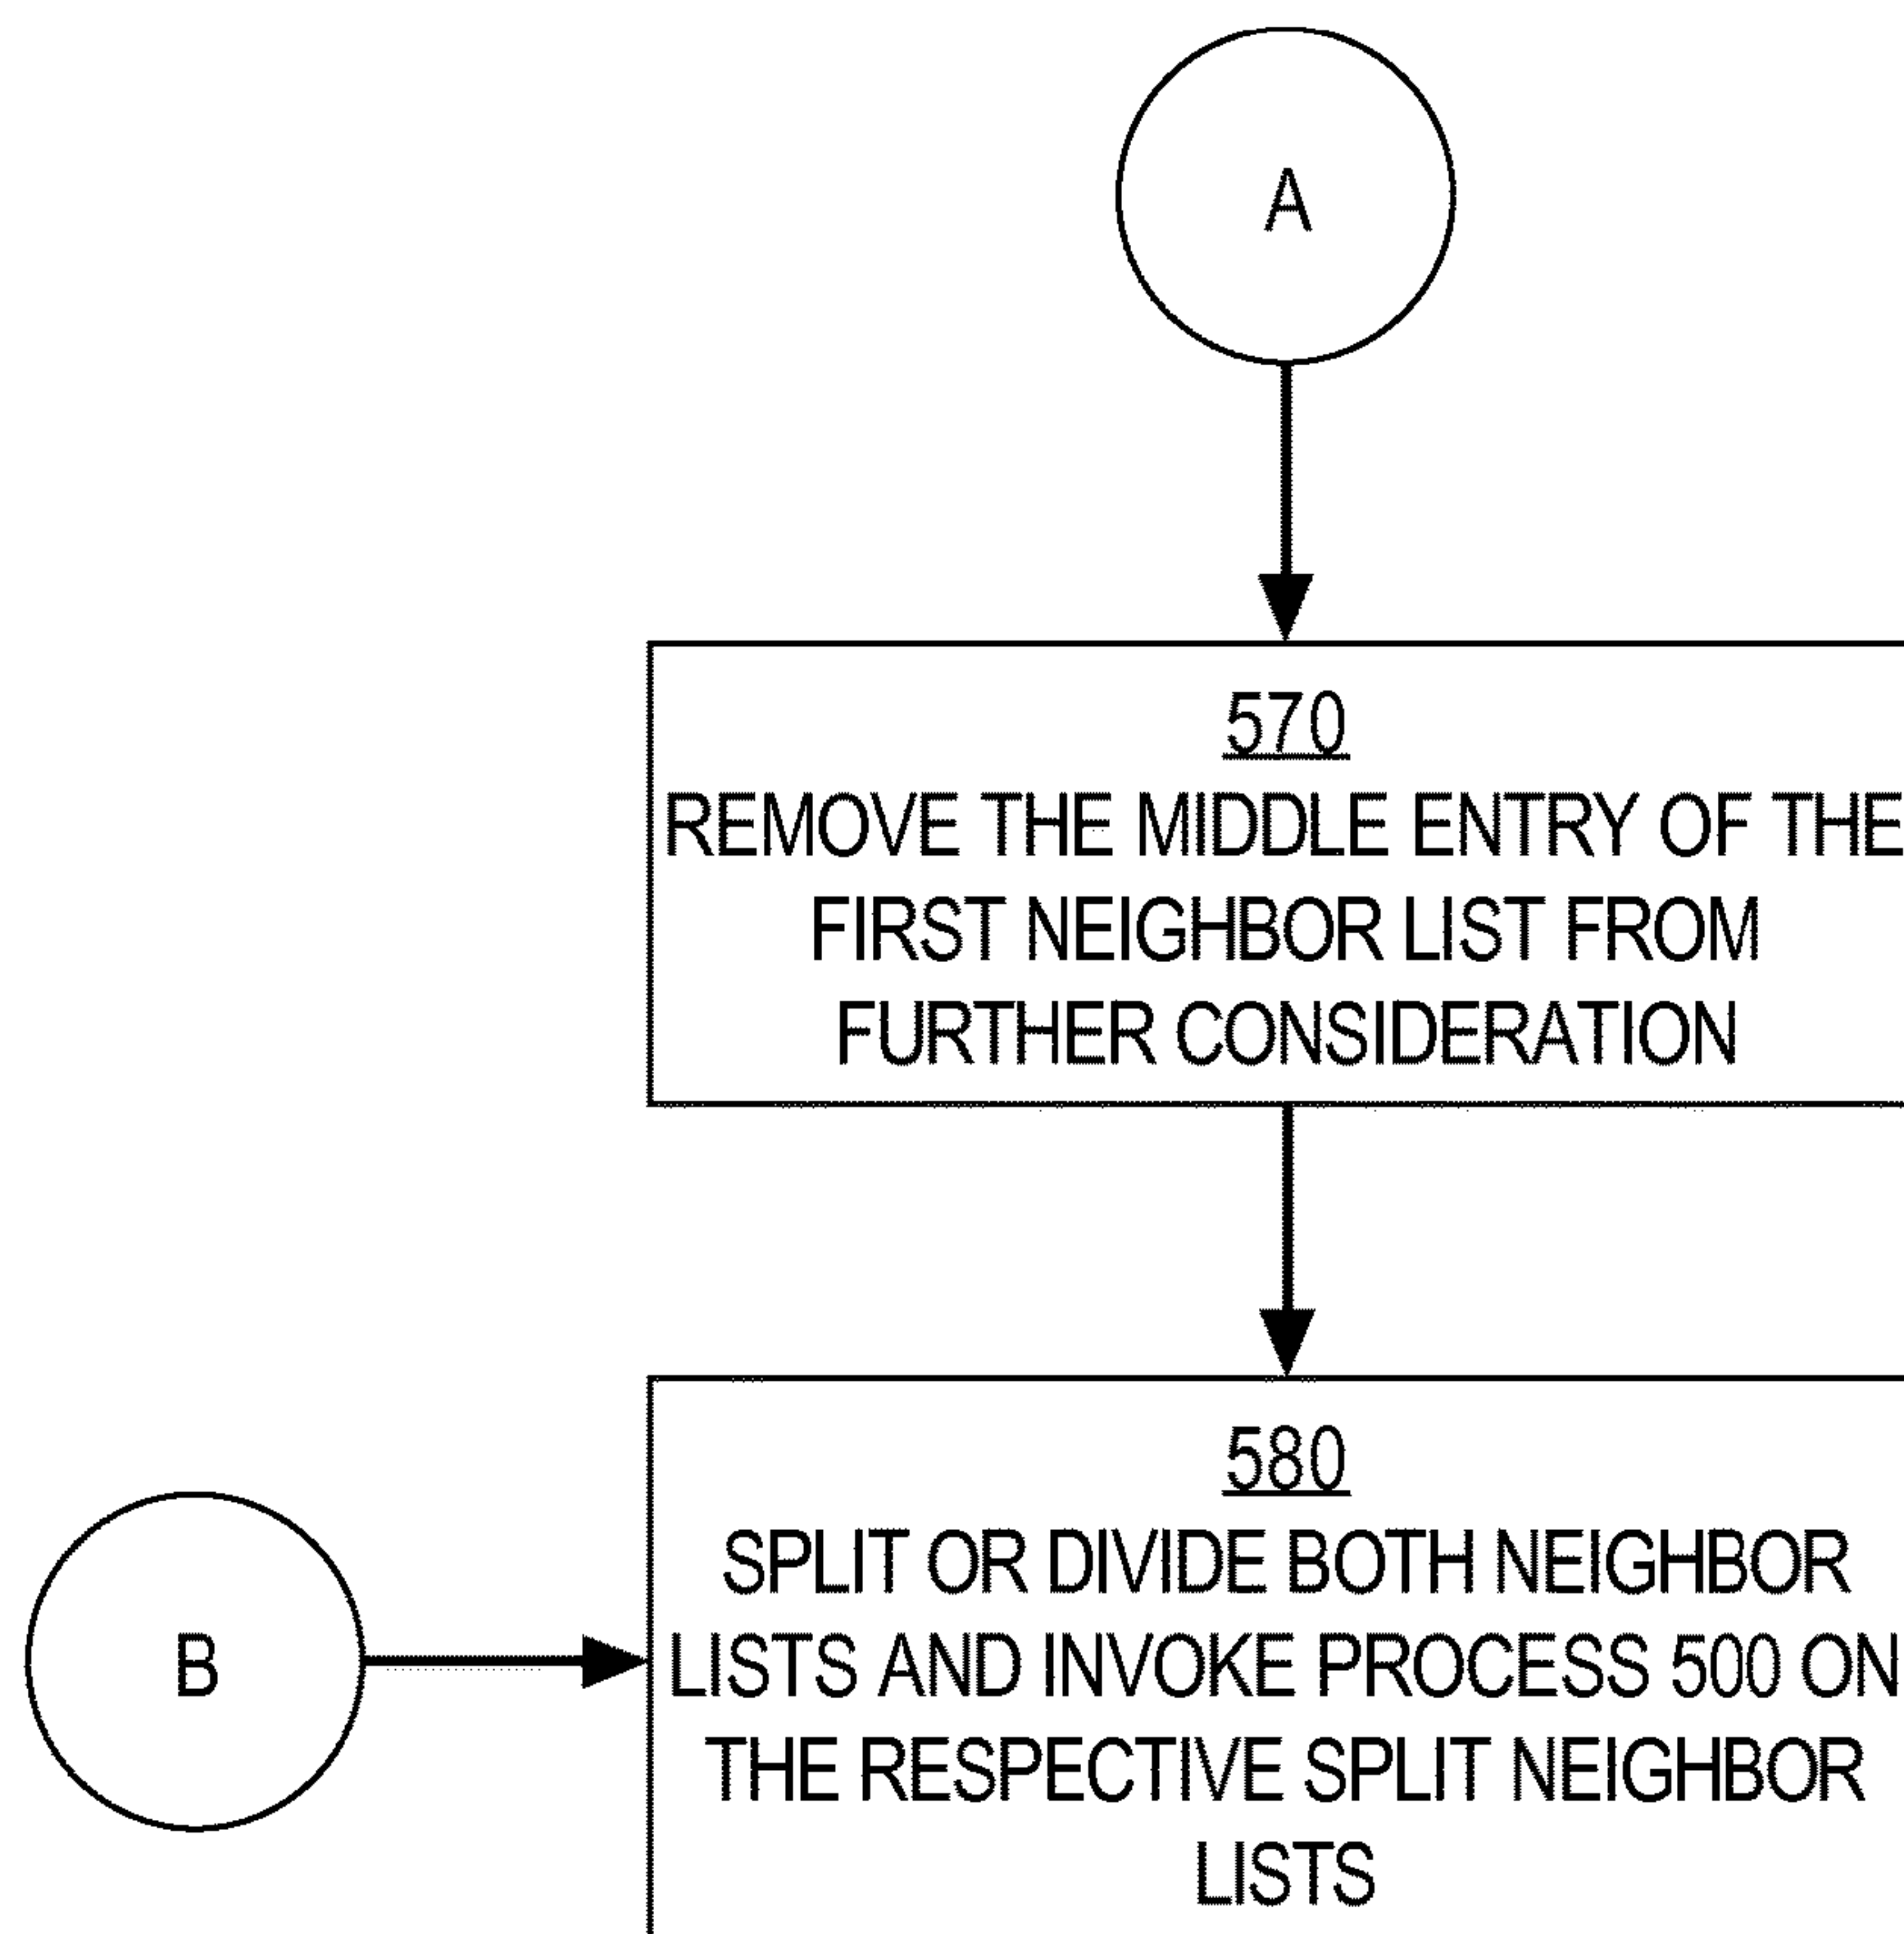 A
570
REMOVE THE MIDDLE ENTRY OF THE
FIRST NEIGHBOR LIST FROM
FURTHER CONSIDERATION
580
SPLIT OR DIVIDE BOTH NEIGHBOR
LISTS AND INVOKE PROCESS 500 ON
THE RESPECTIVE SPLIT NEIGHBOR
LISTS
B